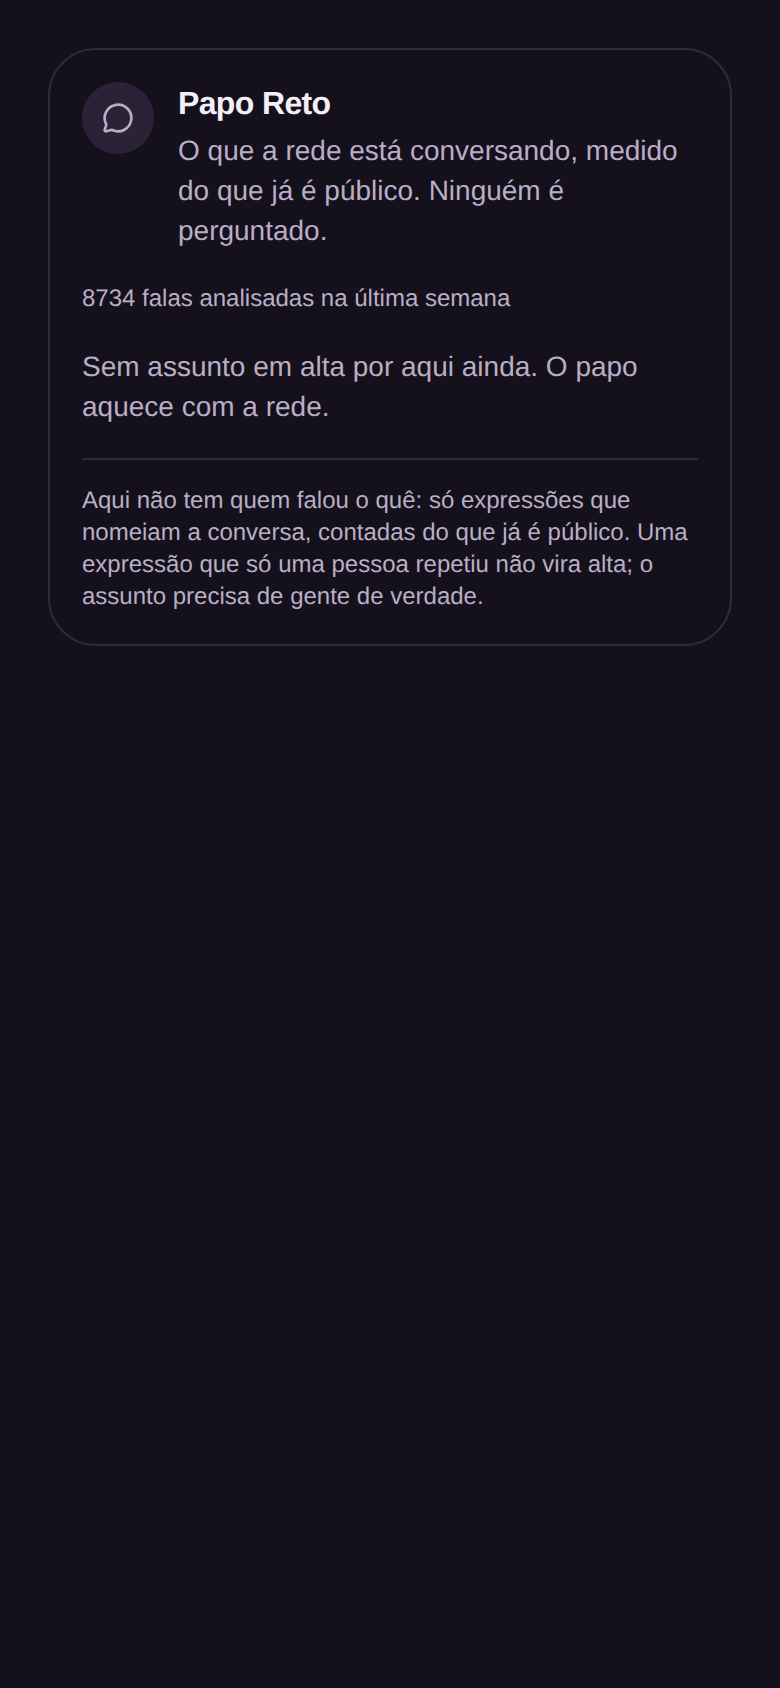 Papo Reto
O que a rede está conversando, medido
do que já é público. Ninguém é
perguntado.
8734 falas analisadas na última semana
Sem assunto em alta por aqui ainda. O papo
aquece com a rede.
Aqui não tem quem falou o quê: só expressões que
nomeiam a conversa, contadas do que já é público. Uma
expressão que só uma pessoa repetiu não vira alta; o
assunto precisa de gente de verdade.